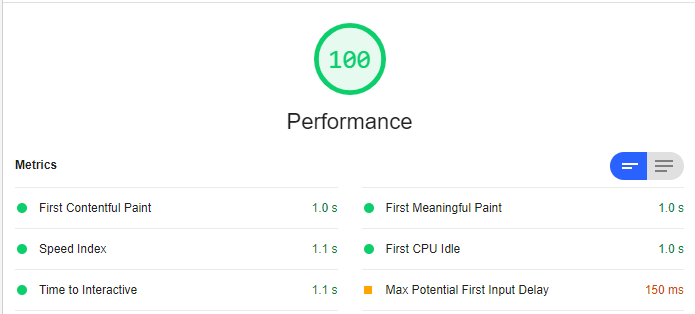 100
Performance
Metrics
First Contentful Paint 1.0 s
First Meaningful Paint 1.0 s
Speed Index 1.1 s
First CPU Idle 1.0 s
Time to Interactive 1.1 s
Max Potential First Input Delay 150 ms